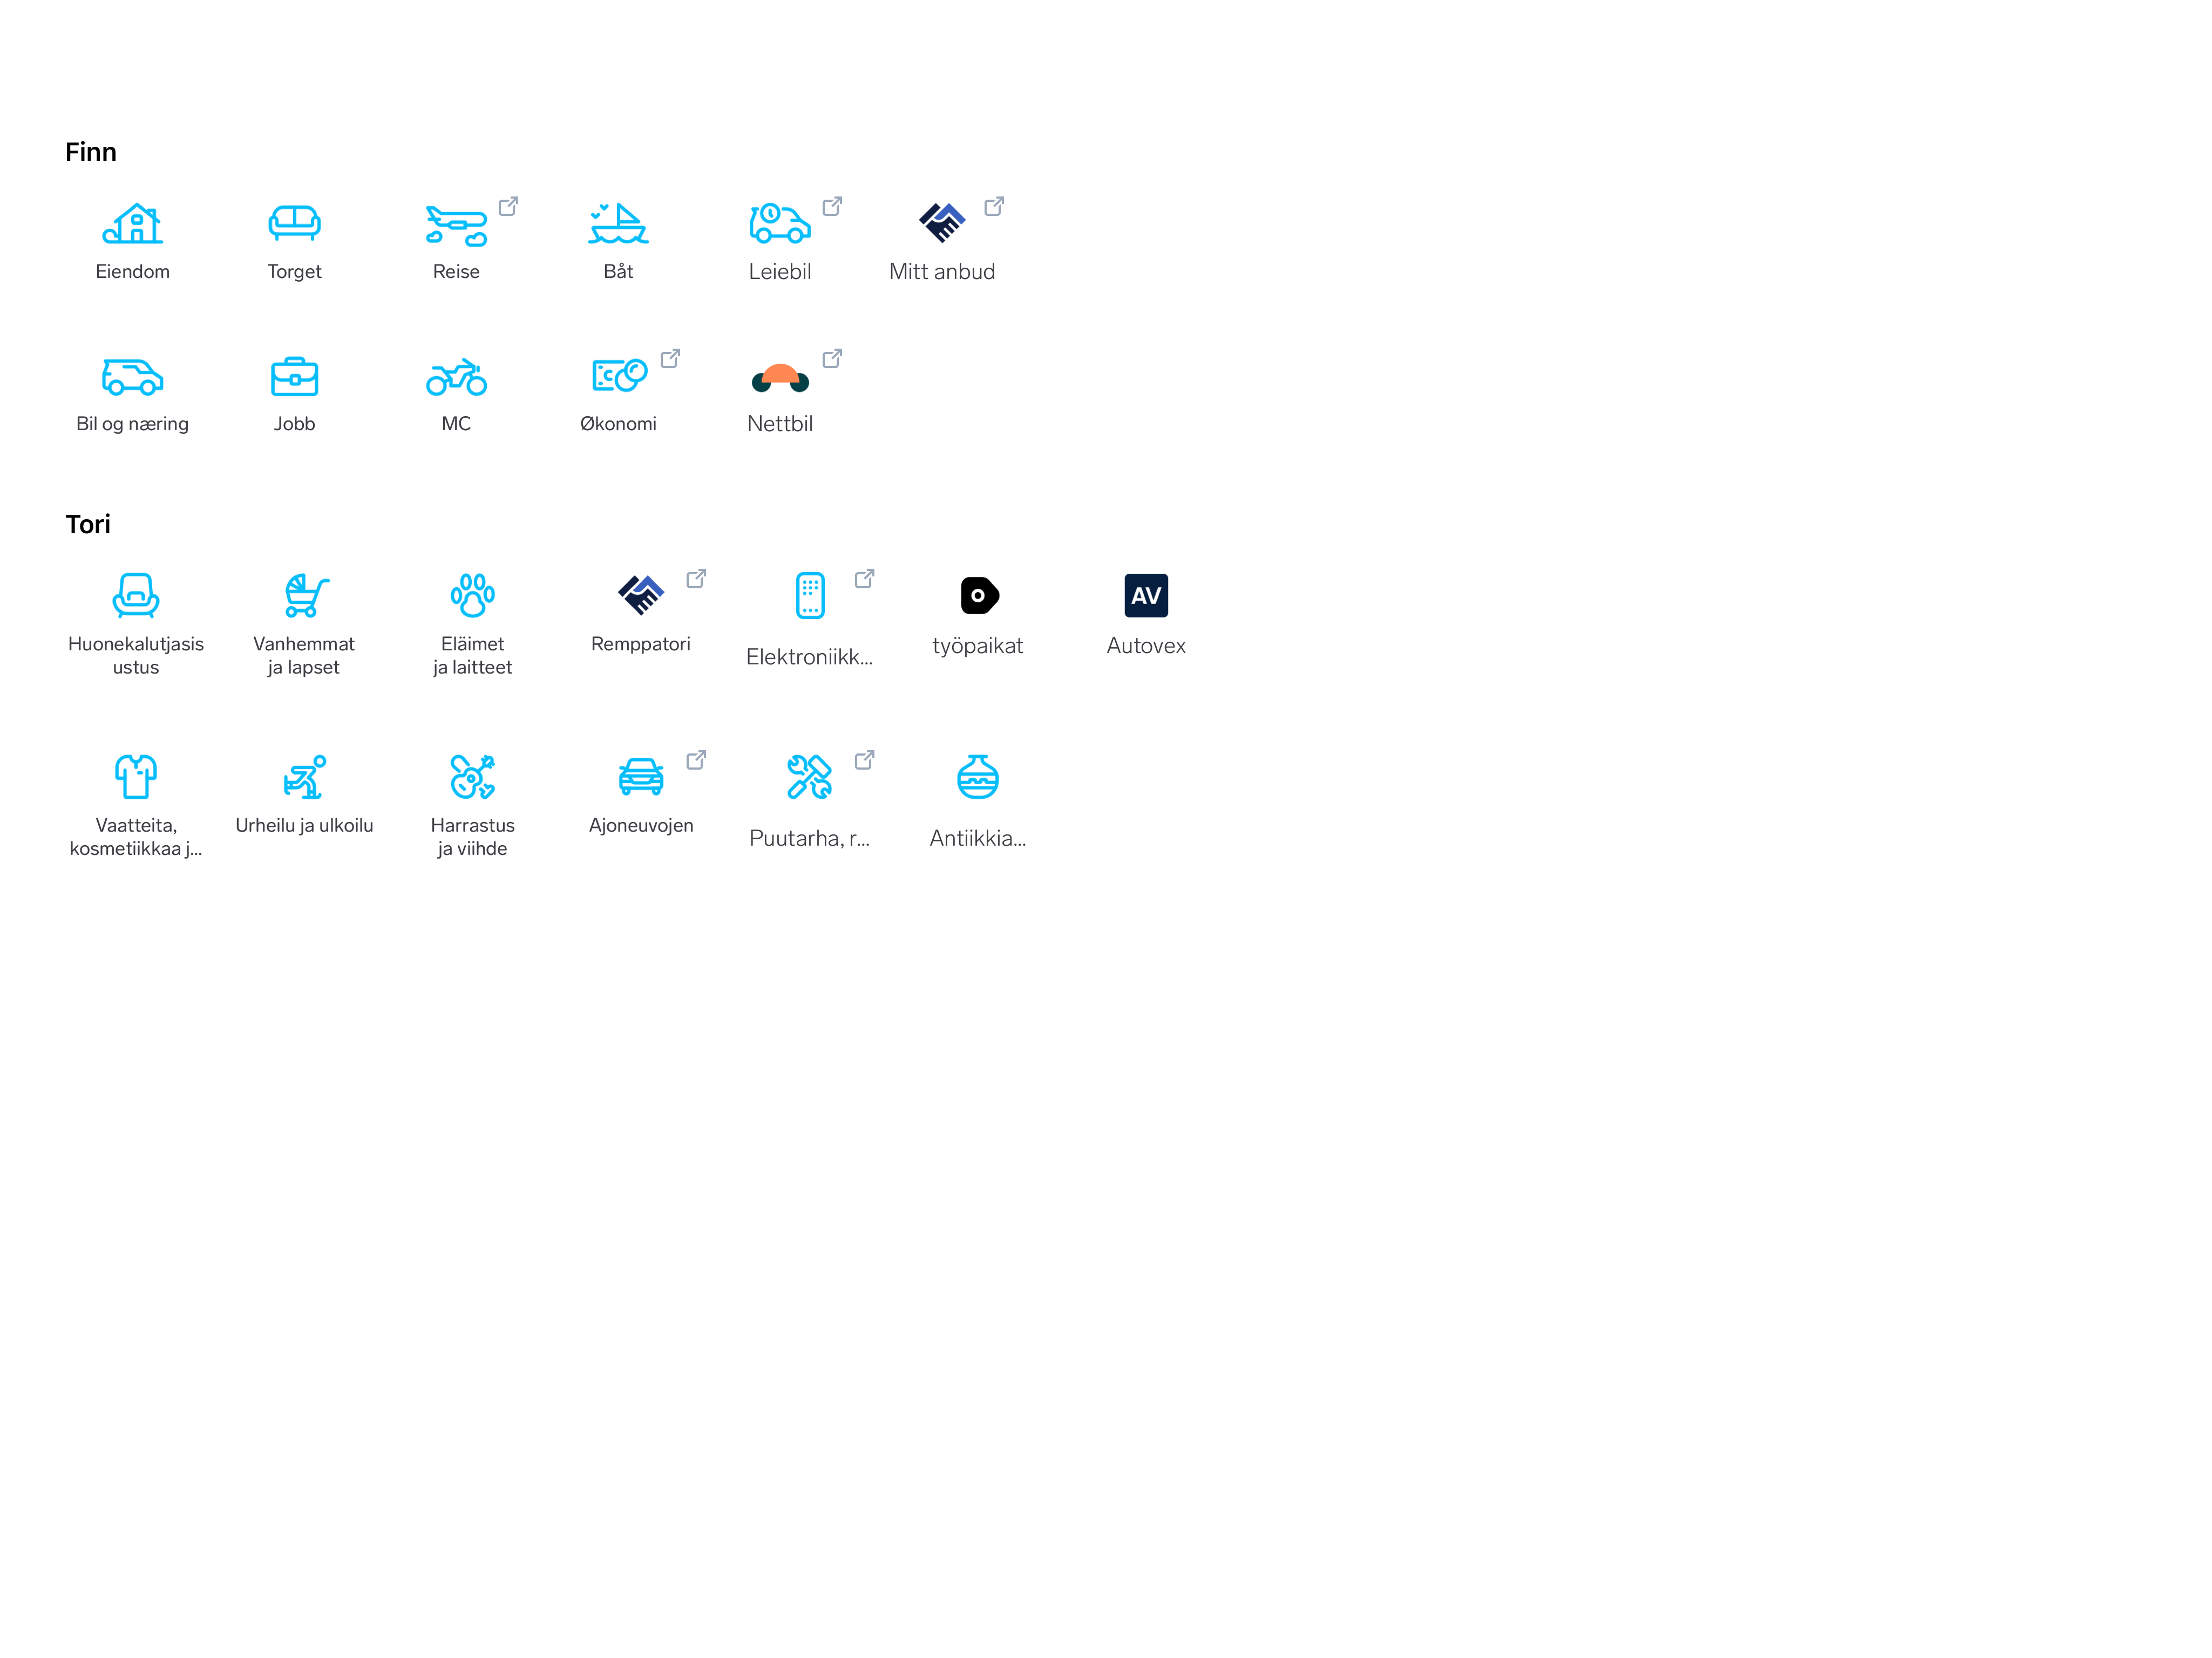 Finn
Eiendom
Torget
Reise
Båt
Leiebil
Mitt anbud
Bil og næring
Jobb
MC
Økonomi
Nettbil
Tori
Huonekalutjasis
ustus
Vanhemmat
ja lapset
Eläimet
ja laitteet
Remppatori
Elektroniikk...
työpaikat
AV
Autovex
Vaatteita,
kosmetiikkaa j...
Urheilu ja ulkoilu
Harrastus
ja viihde
Ajoneuvojen
Puutarha, r...
Antiikkia...